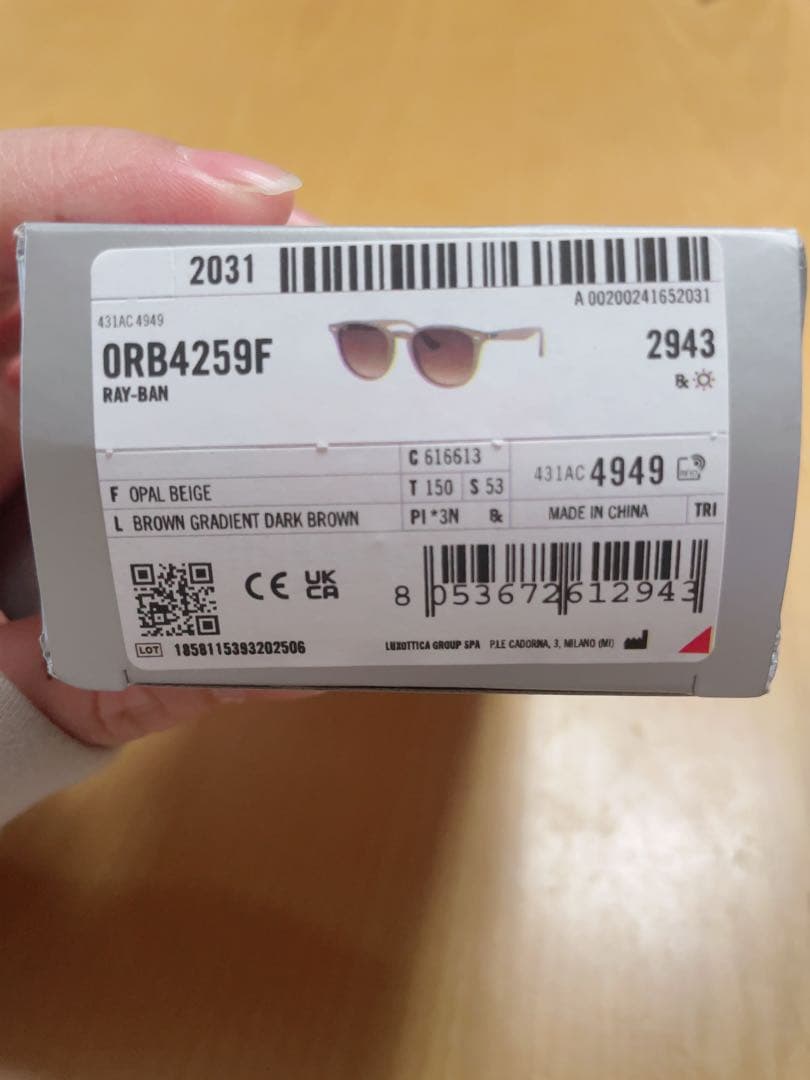 2031
A 00200241652031
431AC 4949
0RB4259F
RAY-BAN
2943
C 616613
F OPAL BEIGE
T 150 S 53
431AC 4949
L BROWN GRADIENT DARK BROWN
PI *3N
MADE IN CHINA
TRI
CE UK CA
8 053672 612943
LOT 1858115393202506
LUXOTTICA GROUP SPA P.LE CADORNA, 3, MILANO (MI)